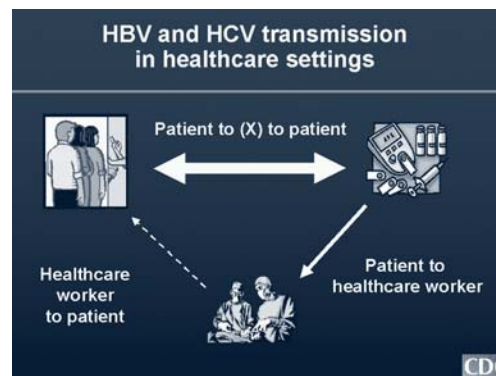 HBV and HCV transmission
in healthcare settings
Patient to (X) to patient
Healthcare
worker
to patient
Patient to
healthcare worker
CDC